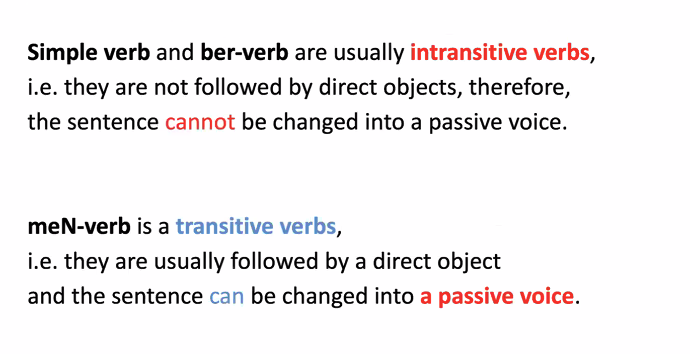 Simple verb and ber-verb are usually intransitive verbs,
i.e. they are not followed by direct objects, therefore,
the sentence cannot be changed into a passive voice.
meN-verb is a transitive verbs,
i.e. they are usually followed by a direct object
and the sentence can be changed into a passive voice.